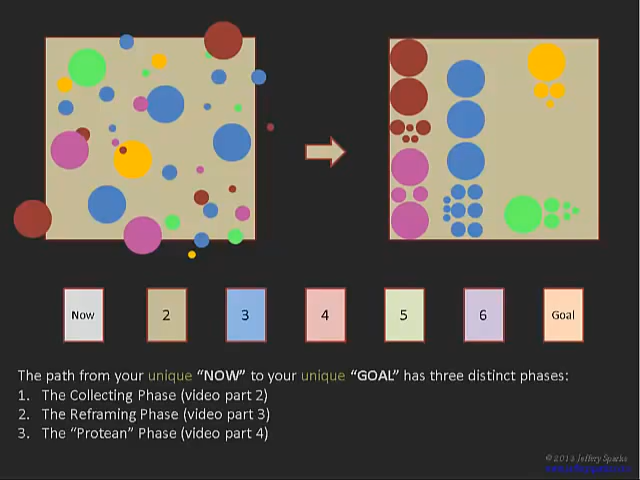 Now 2 3 4 5 6 Goal
The path from your unique “NOW” to your unique “GOAL” has three distinct phases:
1. The Collecting Phase (video part 2)
2. The Reframing Phase (video part 3)
3. The “Protean” Phase (video part 4)
© 2013 Jeffery Sparks